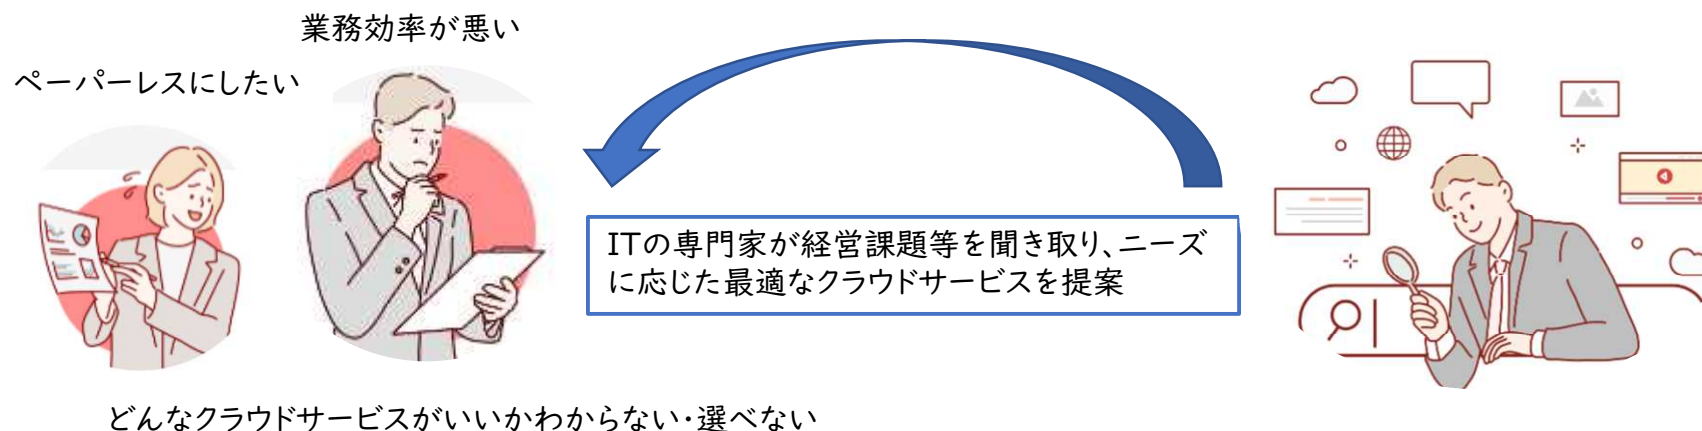 業務効率が悪い
ペーパーレスにしたい
ITの専門家が経営課題等を聞き取り、ニーズ
に応じた最適なクラウドサービスを提案
どんなクラウドサービスがいいかわからない・選べない